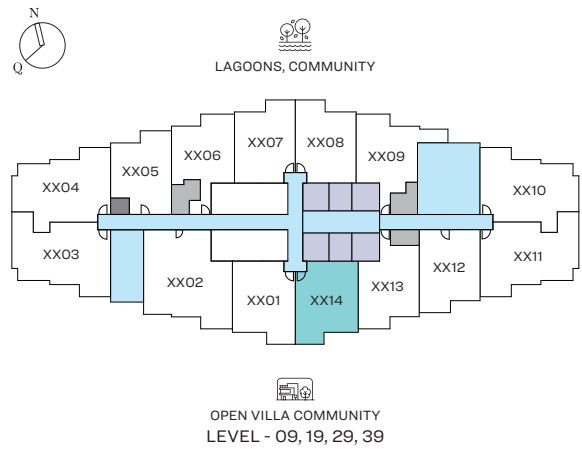 N
Q
LAGOONS, COMMUNITY
XX07
XX08
XX06
XX09
XX05
XX04
XX10
XX03
XX11
XX02
XX12
XX13
XX01
XX14
OPEN VILLA COMMUNITY
LEVEL - 09, 19, 29, 39